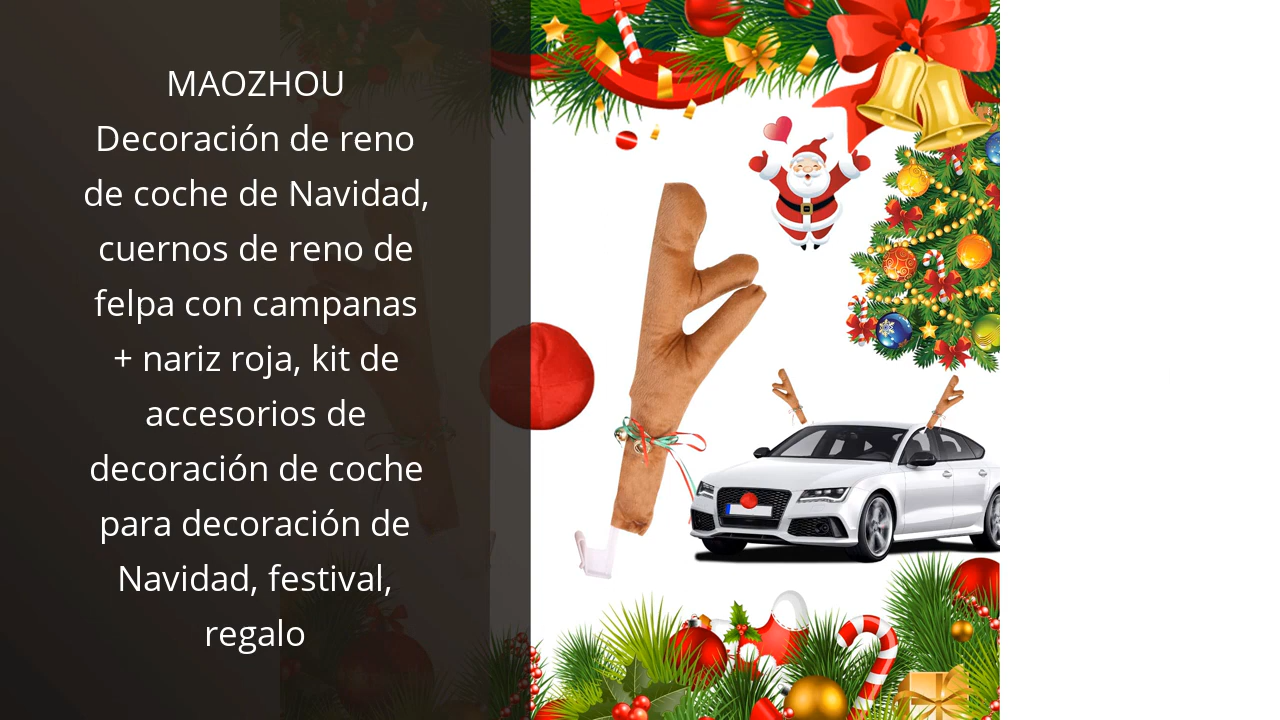 MAOZHOU
Decoración de reno
de coche de Navidad,
cuernos de reno de
felpa con campanas
+ nariz roja, kit de
accesorios de
decoración de coche
para decoración de
Navidad, festival,
regalo